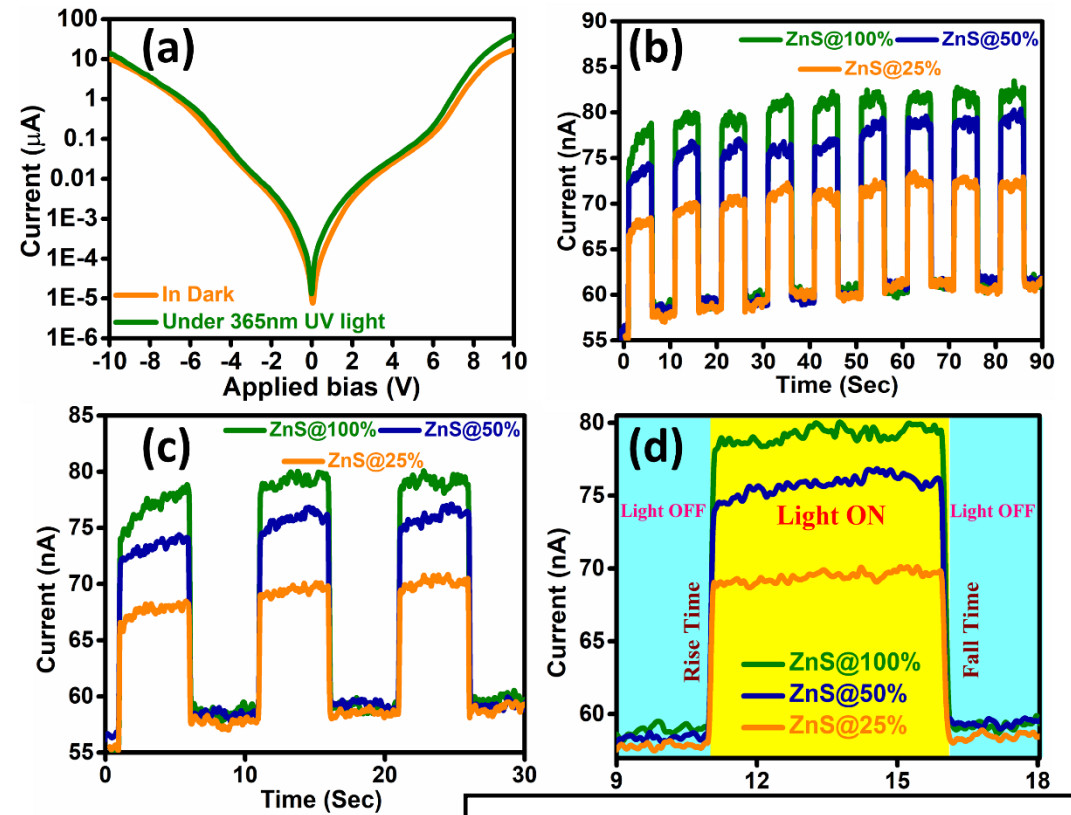 (a)
100
10
1
0.1
0.01
1E-3
1E-4
1E-5
1E-6
Current (µA)
In Dark
Under 365nm UV light
-10 -8 -6 -4 -2 0 2 4 6 8 10
Applied bias (V)
(b)
ZnS@100% ZnS@50%
ZnS@25%
90
85
80
75
70
65
60
55
Current (nA)
0 10 20 30 40 50 60 70 80 90
Time (Sec)
(c)
ZnS@100% ZnS@50%
ZnS@25%
85
80
75
70
65
60
55
Current (nA)
0 10 20 30
Time (Sec)
(d)
80
75
70
65
60
Current (nA)
Light OFF
Light ON
Light OFF
Rise Time
Fall Time
ZnS@100%
ZnS@50%
ZnS@25%
9 12 15 18